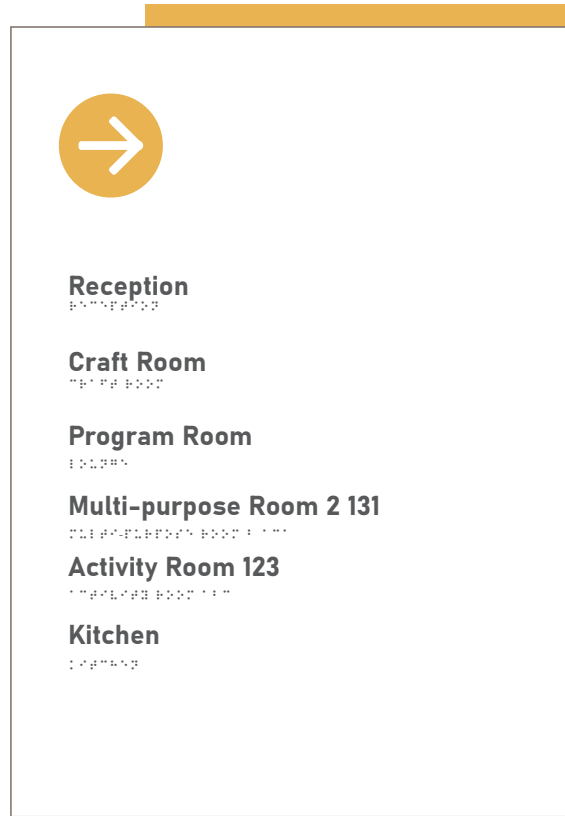 Reception
⠗⠑⠉⠑⠏⠞⠊⠕⠝
Craft Room
⠉⠗⠁⠋⠞ ⠗⠕⠕⠍
Program Room
⠇⠕⠥⠝⠛⠑
Multi-purpose Room 2 131
⠍⠥⠇⠞⠊⠤⠏⠥⠗⠏⠕⠎⠑ ⠗⠕⠕⠍ ⠃ ⠁⠉⠁
Activity Room 123
⠁⠉⠞⠊⠧⠊⠞⠽ ⠗⠕⠕⠍ ⠁⠃⠉
Kitchen
⠅⠊⠞⠉⠓⠑⠝